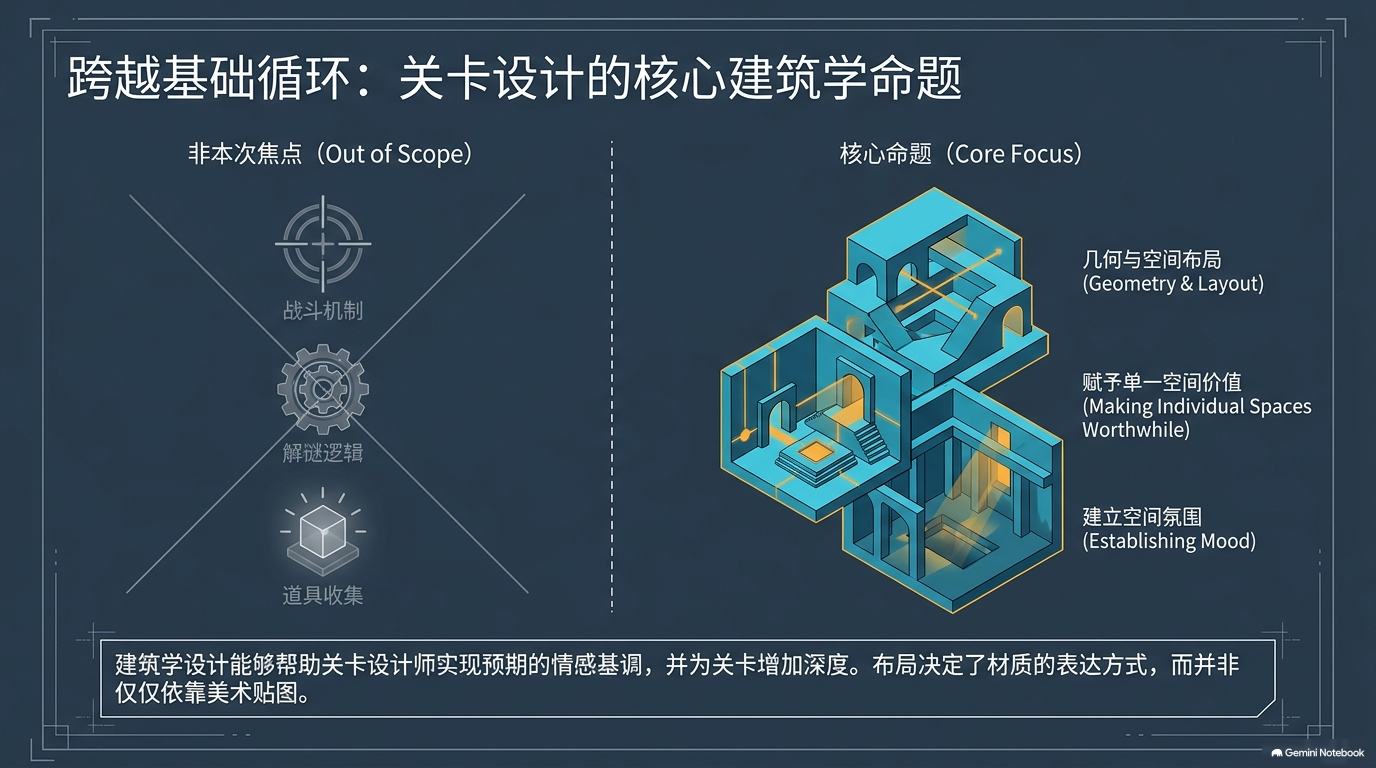 跨越基础循环：关卡设计的核心建筑学命题
非本次焦点（Out of Scope）
战斗机制
解谜逻辑
道具收集
核心命题（Core Focus）
几何与空间布局
(Geometry & Layout)
赋予单一空间价值
(Making Individual Spaces
Worthwhile)
建立空间氛围
(Establishing Mood)
建筑学设计能够帮助关卡设计师实现预期的情感基调，并为关卡增加深度。布局决定了材质的表达方式，而并非
仅仅依靠美术贴图。
Gemini Notebook